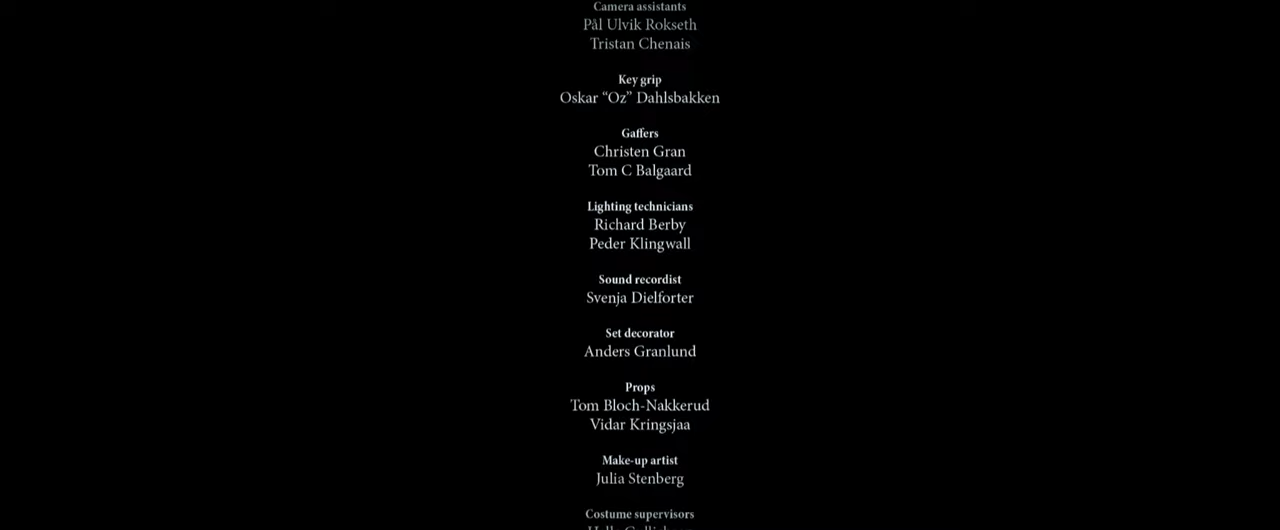 Camera assistants
Pål Ulvik Rokseth
Tristan Chenais
Key grip
Oskar “Oz” Dahlsbakken
Gaffers
Christen Gran
Tom C Balgaard
Lighting technicians
Richard Berby
Peder Klingwall
Sound recordist
Svenja Dielforter
Set decorator
Anders Granlund
Props
Tom Bloch-Nakkerud
Vidar Kringsjaa
Make-up artist
Julia Stenberg
Costume supervisors